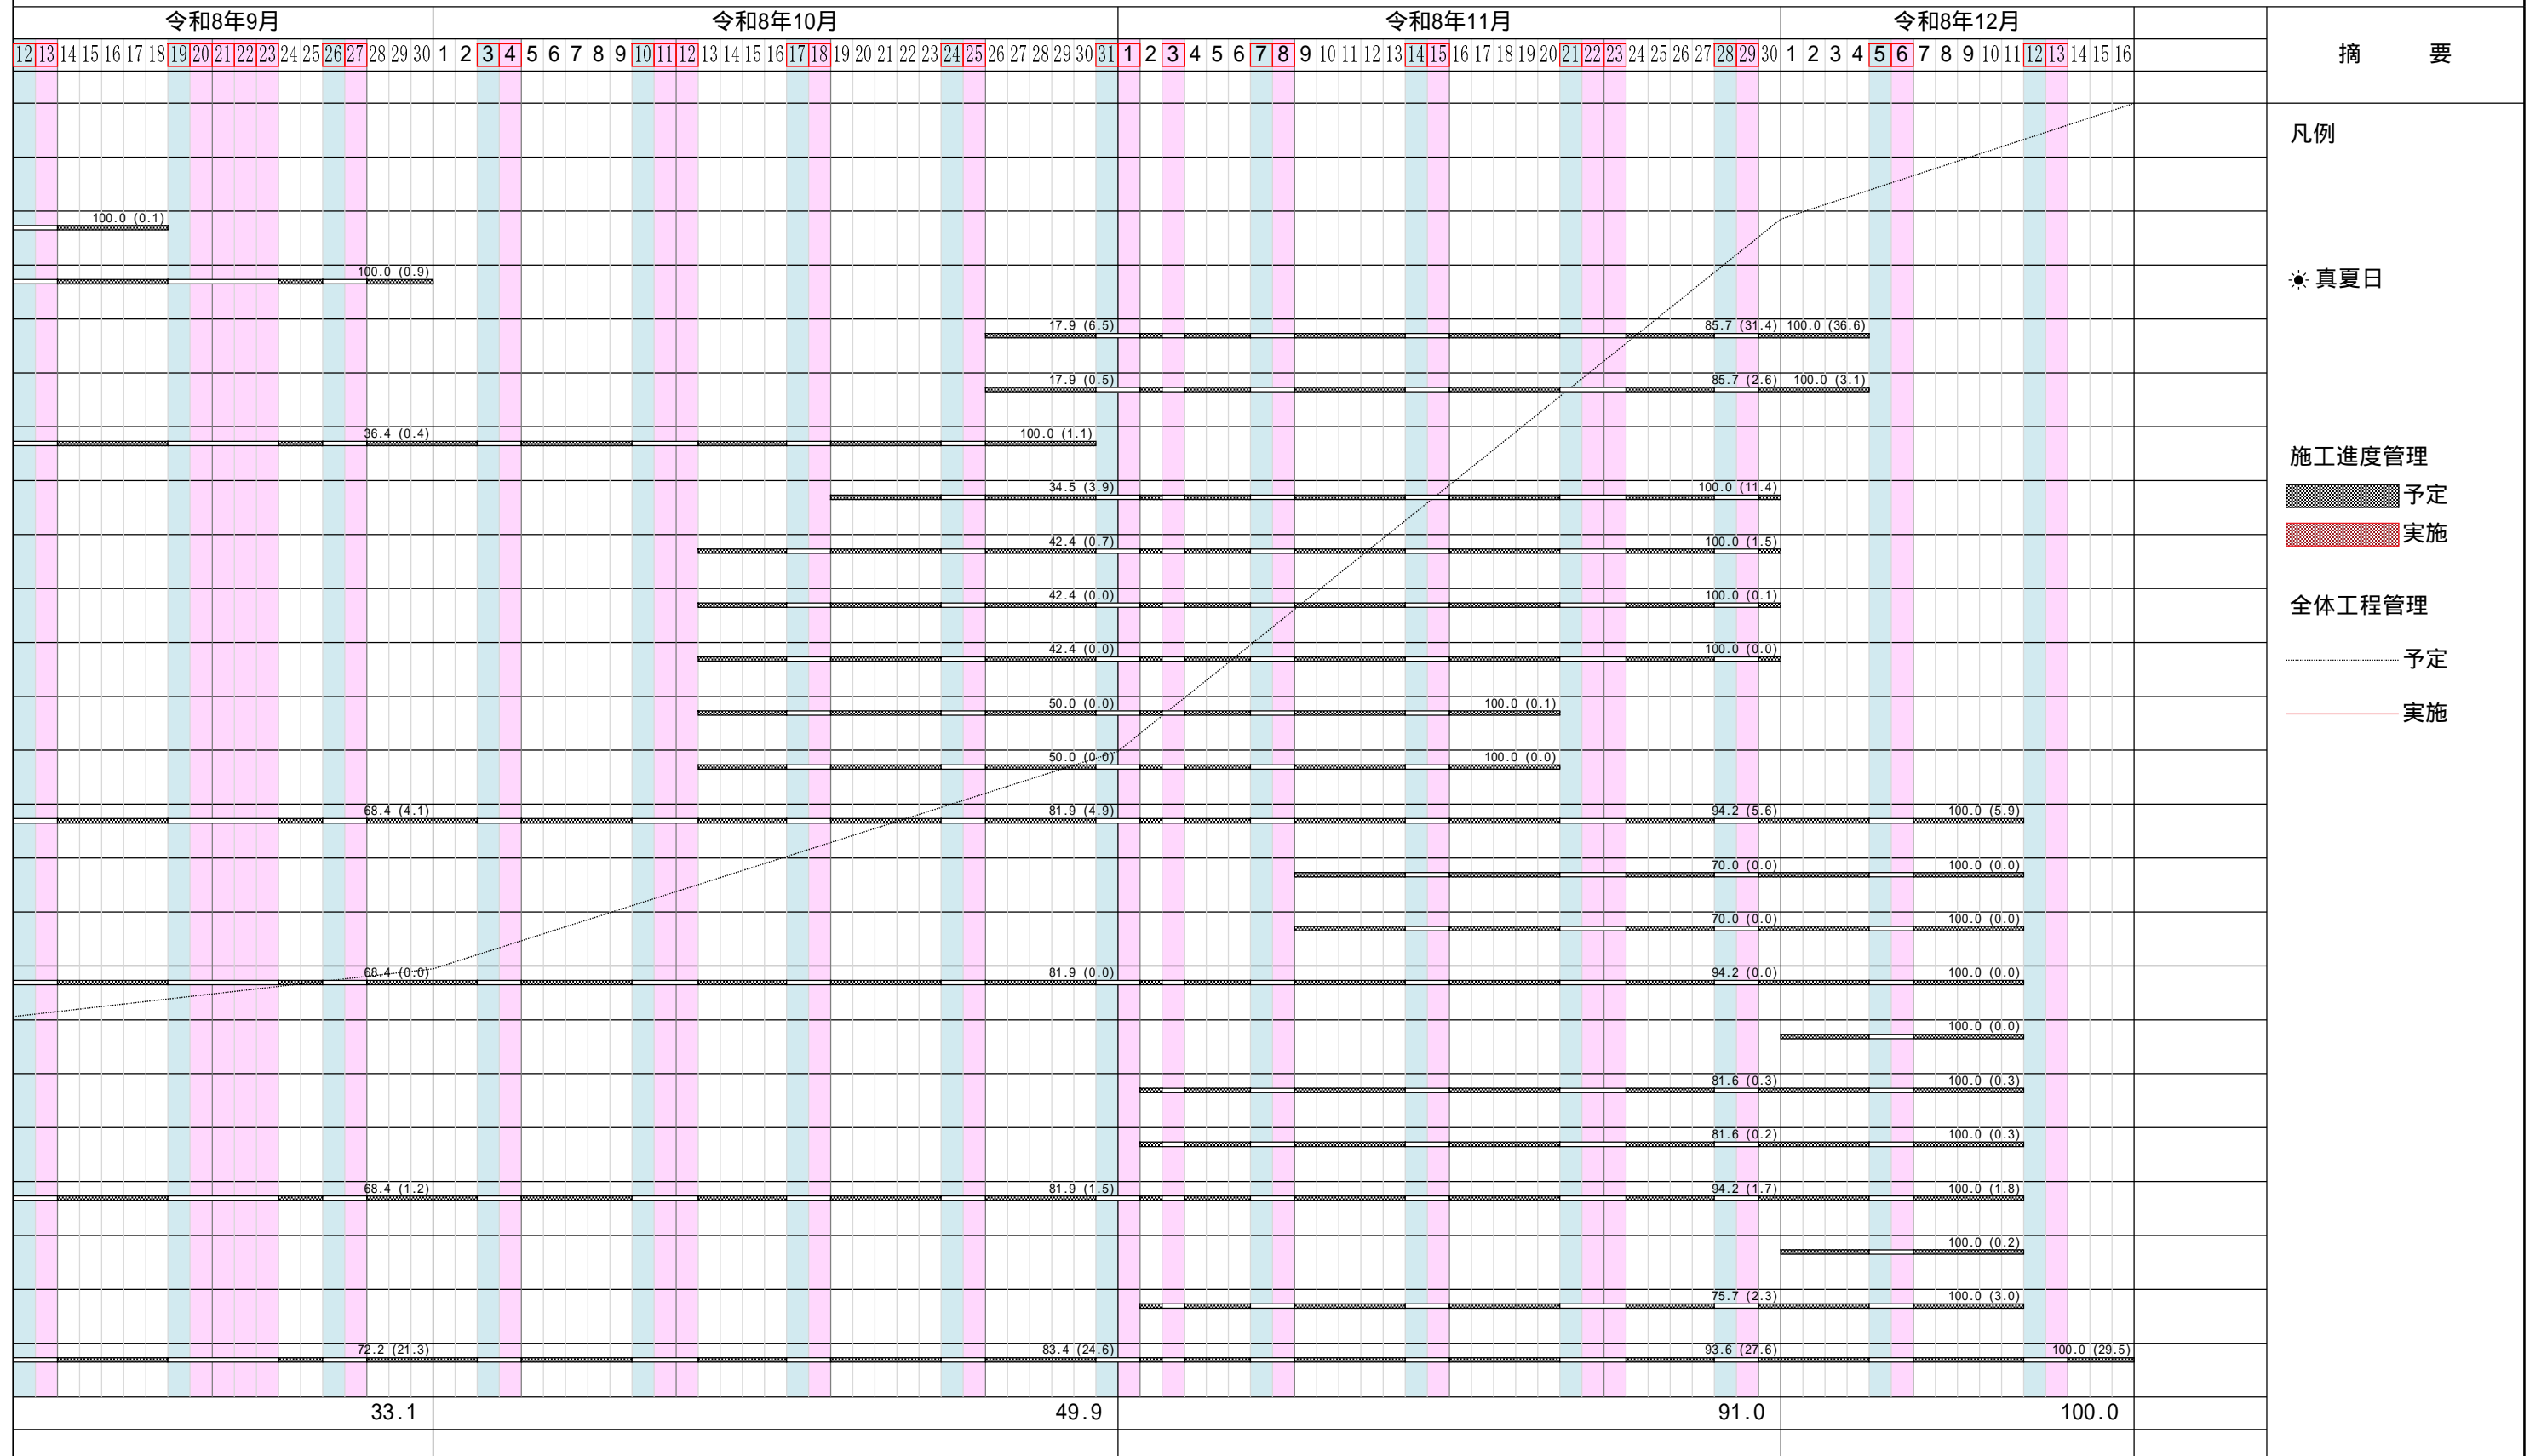 令和8年9月 令和8年10月 令和8年11月 令和8年12月
12 13 14 15 16 17 18 19 20 21 22 23 24 25 26 27 28 29 30 1 2 3 4 5 6 7 8 9 10 11 12 13 14 15 16 17 18 19 20 21 22 23 24 25 26 27 28 29 30 31 1 2 3 4 5 6 7 8 9 10 11 12 13 14 15 16 17 18 19 20 21 22 23 24 25 26 27 28 29 30 1 2 3 4 5 6 7 8 9 10 11 12 13 14 15 16
摘 要
凡例
100.0 (0.1)
100.0 (0.9)
真夏日
17.9 (6.5) 85.7 (31.4) 100.0 (36.6)
17.9 (0.5) 85.7 (2.6) 100.0 (3.1)
36.4 (0.4) 100.0 (1.1)
施工進度管理
34.5 (3.9) 100.0 (11.4)
予定
実施
42.4 (0.7) 100.0 (1.5)
42.4 (0.0) 100.0 (0.1)
全体工程管理
42.4 (0.0) 100.0 (0.0)
予定
50.0 (0.0) 100.0 (0.1)
実施
50.0 (0.0) 100.0 (0.0)
68.4 (4.1) 81.9 (4.9) 94.2 (5.6) 100.0 (5.9)
70.0 (0.0) 100.0 (0.0)
70.0 (0.0) 100.0 (0.0)
68.4 (0.0) 81.9 (0.0) 94.2 (0.0) 100.0 (0.0)
100.0 (0.0)
81.6 (0.3) 100.0 (0.3)
81.6 (0.2) 100.0 (0.3)
68.4 (1.2) 81.9 (1.5) 94.2 (1.7) 100.0 (1.8)
100.0 (0.2)
75.7 (2.3) 100.0 (3.0)
72.2 (21.3) 83.4 (24.6) 93.6 (27.6) 100.0 (29.5)
33.1 49.9 91.0 100.0